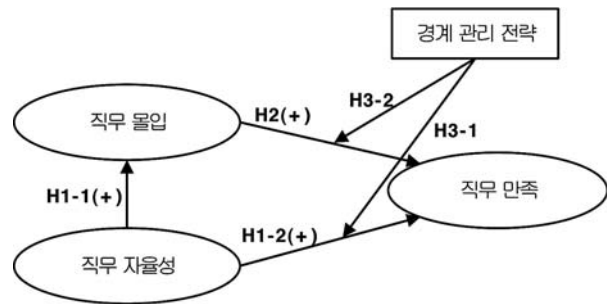 경계 관리 전략
직무 몰입
H2(+)
H3-2
H3-1
직무 만족
H1-1(+)
H1-2(+)
직무 자율성